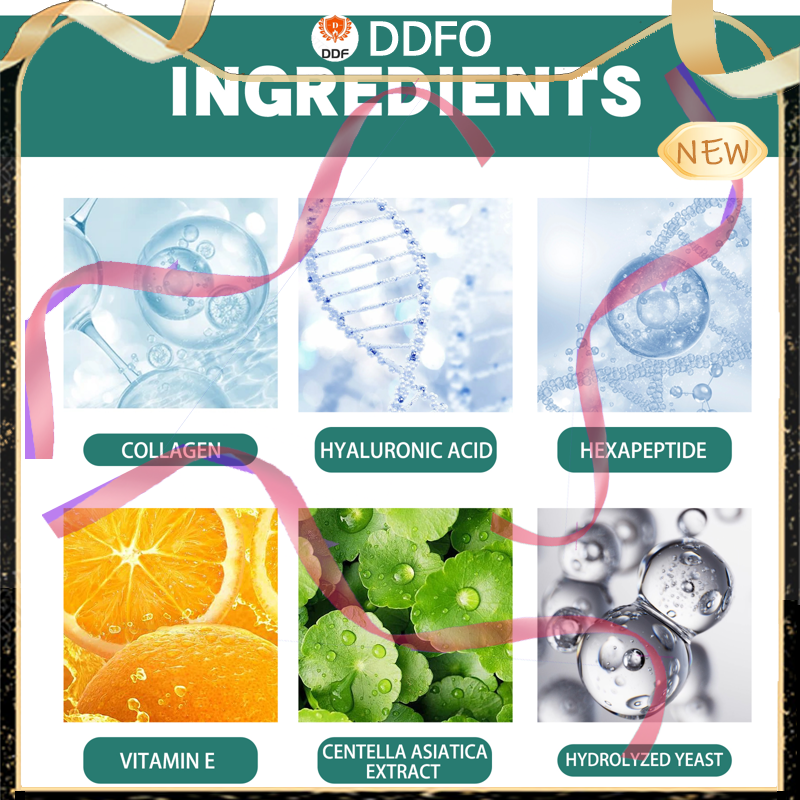 DDF
DDFO
INGREDIENTS
NEW
COLLAGEN
HYALURONIC ACID
HEXAPEPTIDE
VITAMIN E
CENTELLA ASIATICA
EXTRACT
HYDROLYZED YEAST